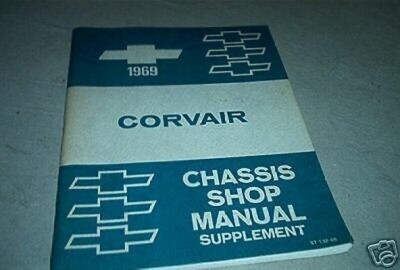 1969
CORVAIR
CHASSIS
SHOP
MANUAL
SUPPLEMENT